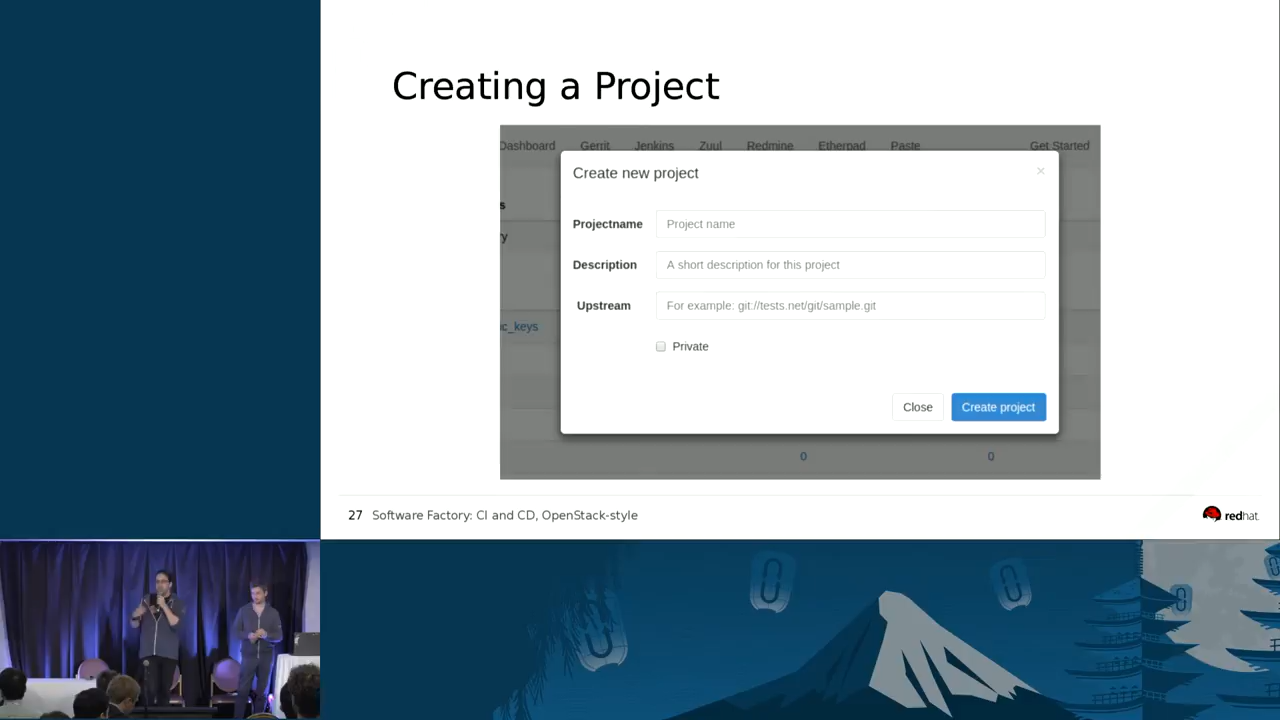 Creating a Project
Dashboard Gerrit Jenkins Zuul Redmine Etherpad Paste Get Started
Create new project ×
s
Projectname Project name
ry
Description A short description for this project
Upstream For example: git://tests.net/git/sample.git
ic_keys
Private
Close Create project
0 0
27 Software Factory: CI and CD, OpenStack-style
redhat.